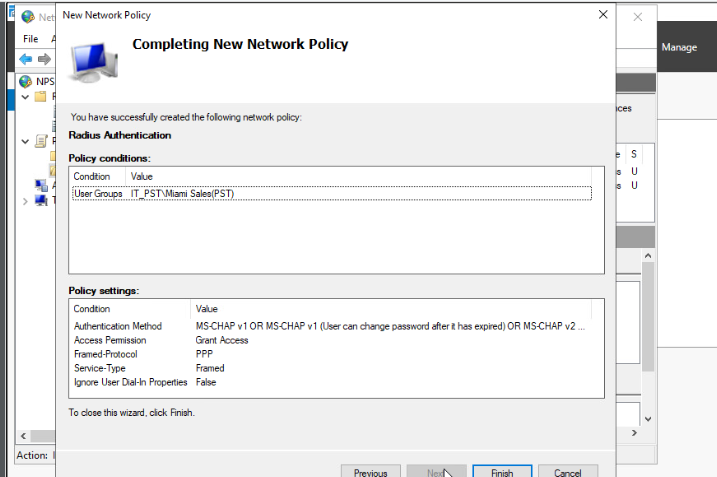 Net
New Network Policy
File
Manage
Completing New Network Policy
NPS
You have successfully created the following network policy:
Radius Authentication
Policy conditions:
Condition Value
User Groups IT_PST\Miami Sales(PST)
Policy settings:
Condition Value
Authentication Method MS-CHAP v1 OR MS-CHAP v1 (User can change password after it has expired) OR MS-CHAP v2 ...
Access Permission Grant Access
Framed-Protocol PPP
Service-Type Framed
Ignore User Dial-In Properties False
To close this wizard, click Finish.
Action:
Previous Next Finish Cancel